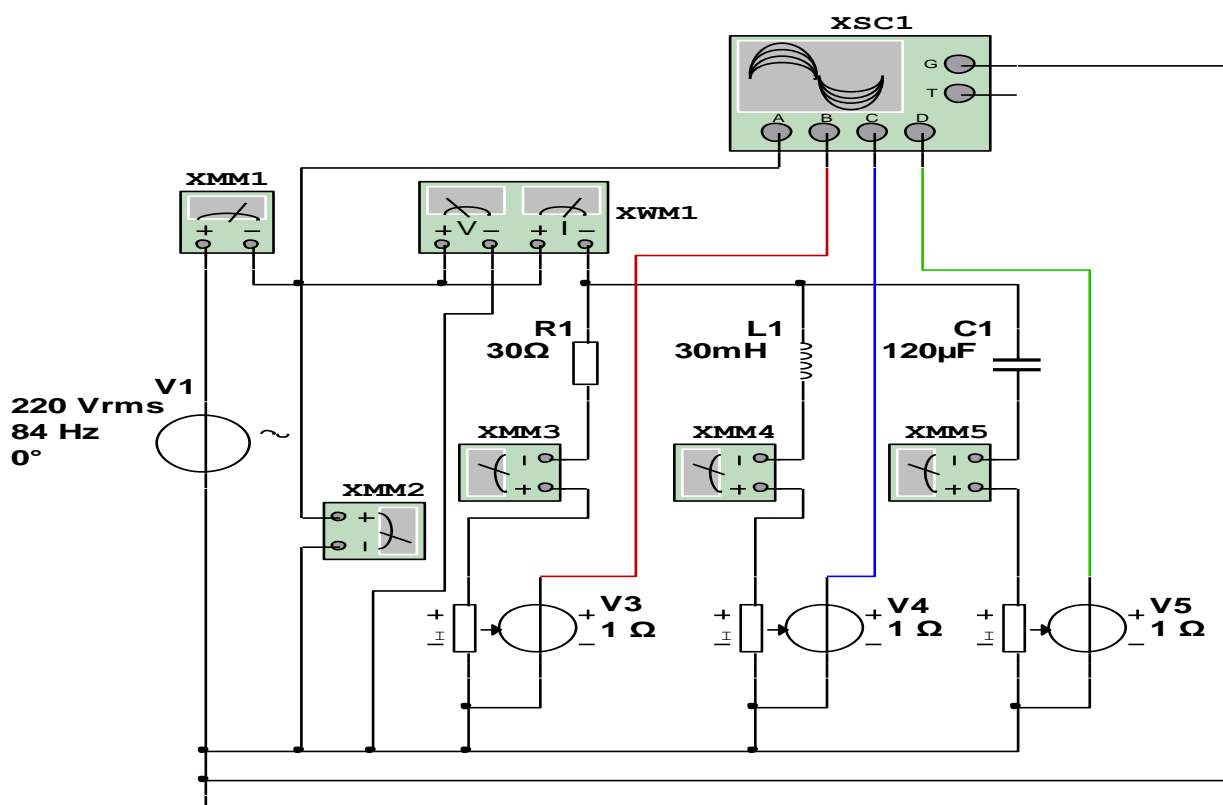 XSC1
G
T
A B C D
XMM1
+ −
XWM1
+ V − + I −
R1
30Ω
L1
30mH
C1
120µF
V1
220 Vrms
84 Hz
0°
XMM3
XMM4
XMM5
XMM2
V3
1 Ω
V4
1 Ω
V5
1 Ω